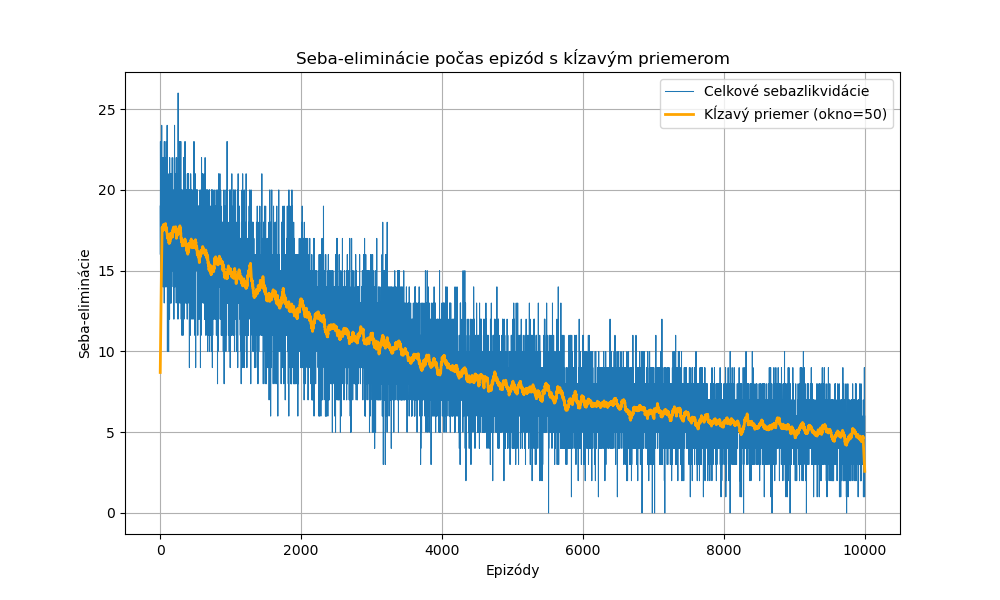 Seba-eliminácie počas epizód s kĺzavým priemerom
Celkové sebazlikvidácie
Kĺzavý priemer (okno=50)
Seba-eliminácie
25
20
15
10
5
0
0 2000 4000 6000 8000 10000
Epizódy